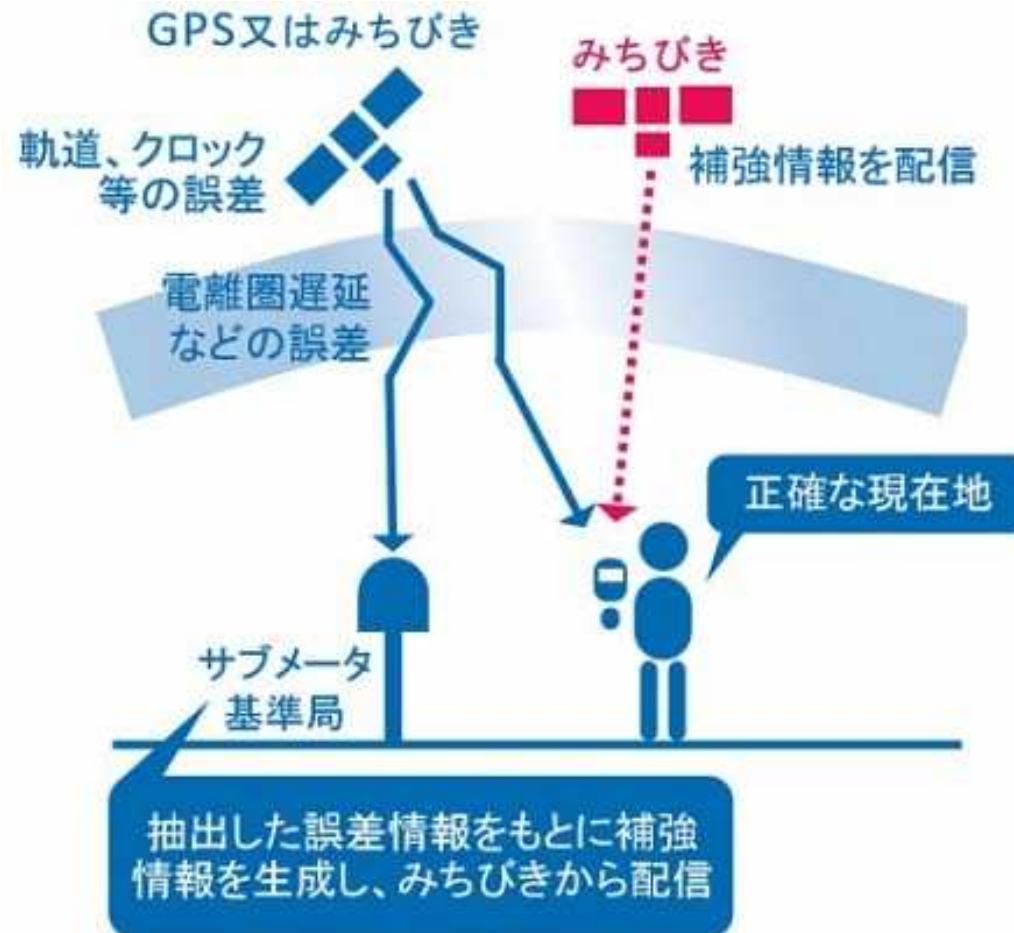 GPS又はみちびき
みちびき
軌道、クロック
等の誤差
補強情報を配信
電離圏遅延
などの誤差
正確な現在地
サブメータ
基準局
抽出した誤差情報をもとに補強
情報を生成し、みちびきから配信